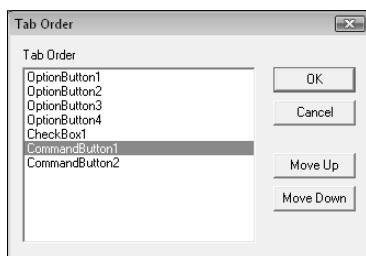 Tab Order
Tab Order
OptionButton1
OptionButton2
OptionButton3
OptionButton4
CheckBox1
CommandButton1
CommandButton2
OK
Cancel
Move Up
Move Down